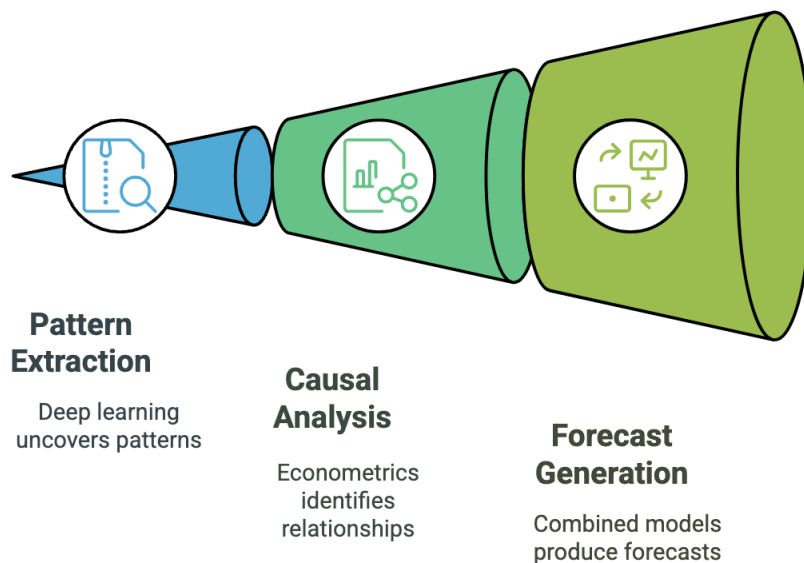 Pattern
Extraction
Deep learning
uncovers patterns
Causal
Analysis
Econometrics
identifies
relationships
Forecast
Generation
Combined models
produce forecasts